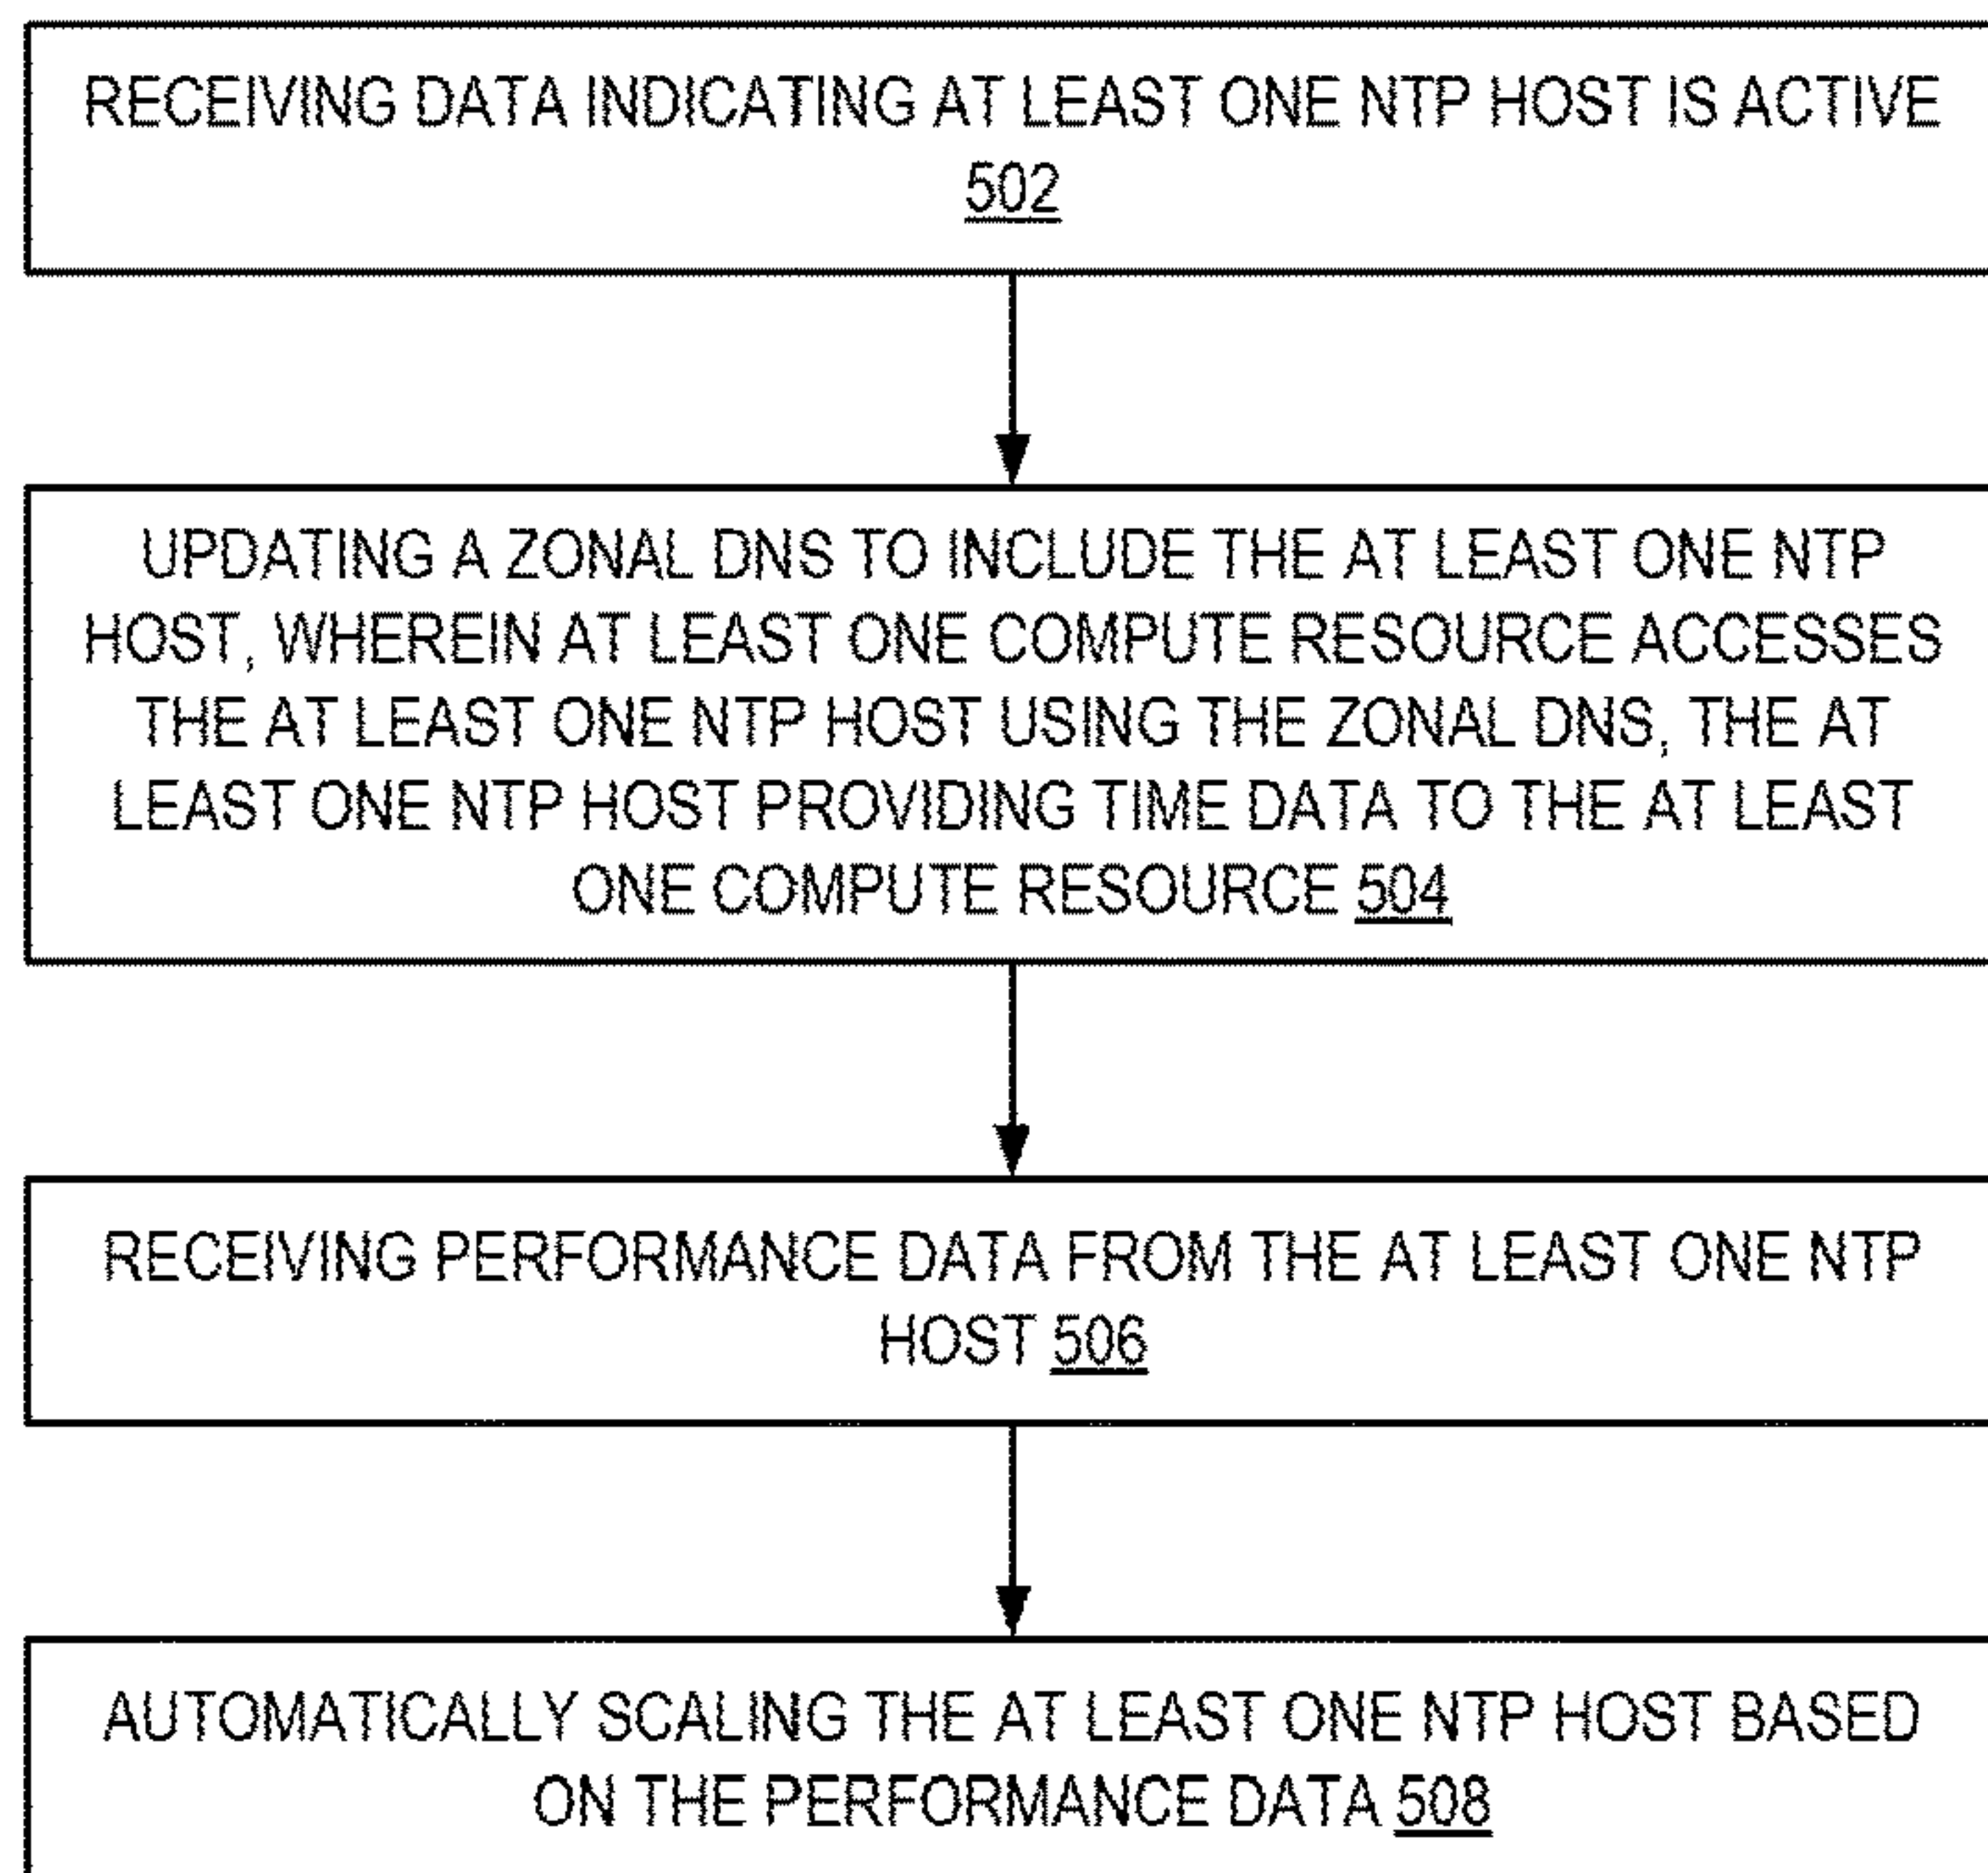 RECEIVING DATA INDICATING AT LEAST ONE NTP HOST IS ACTIVE
502
UPDATING A ZONAL DNS TO INCLUDE THE AT LEAST ONE NTP
HOST, WHEREIN AT LEAST ONE COMPUTE RESOURCE ACCESSES
THE AT LEAST ONE NTP HOST USING THE ZONAL DNS, THE AT
LEAST ONE NTP HOST PROVIDING TIME DATA TO THE AT LEAST
ONE COMPUTE RESOURCE 504
RECEIVING PERFORMANCE DATA FROM THE AT LEAST ONE NTP
HOST 506
AUTOMATICALLY SCALING THE AT LEAST ONE NTP HOST BASED
ON THE PERFORMANCE DATA 508